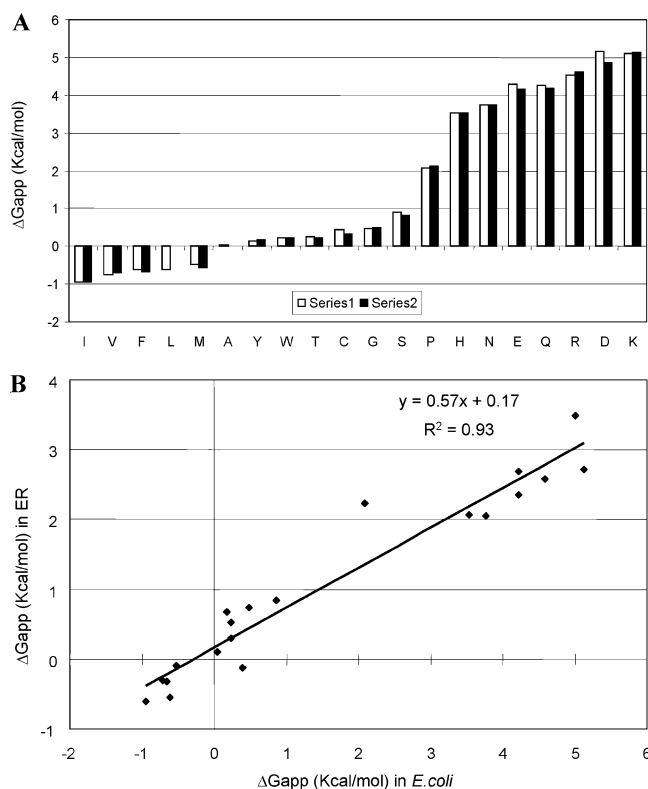 A
6
5
4
3
2
1
0
-1
-2
ΔGapp (Kcal/mol)
Series1 Series2
I V F L M A Y W T C G S P H N E Q R D K
B
4
3
2
1
0
-1
ΔGapp (Kcal/mol) in ER
y = 0.57x + 0.17
R² = 0.93
-2 -1 0 1 2 3 4 5 6
ΔGapp (Kcal/mol) in E.coli